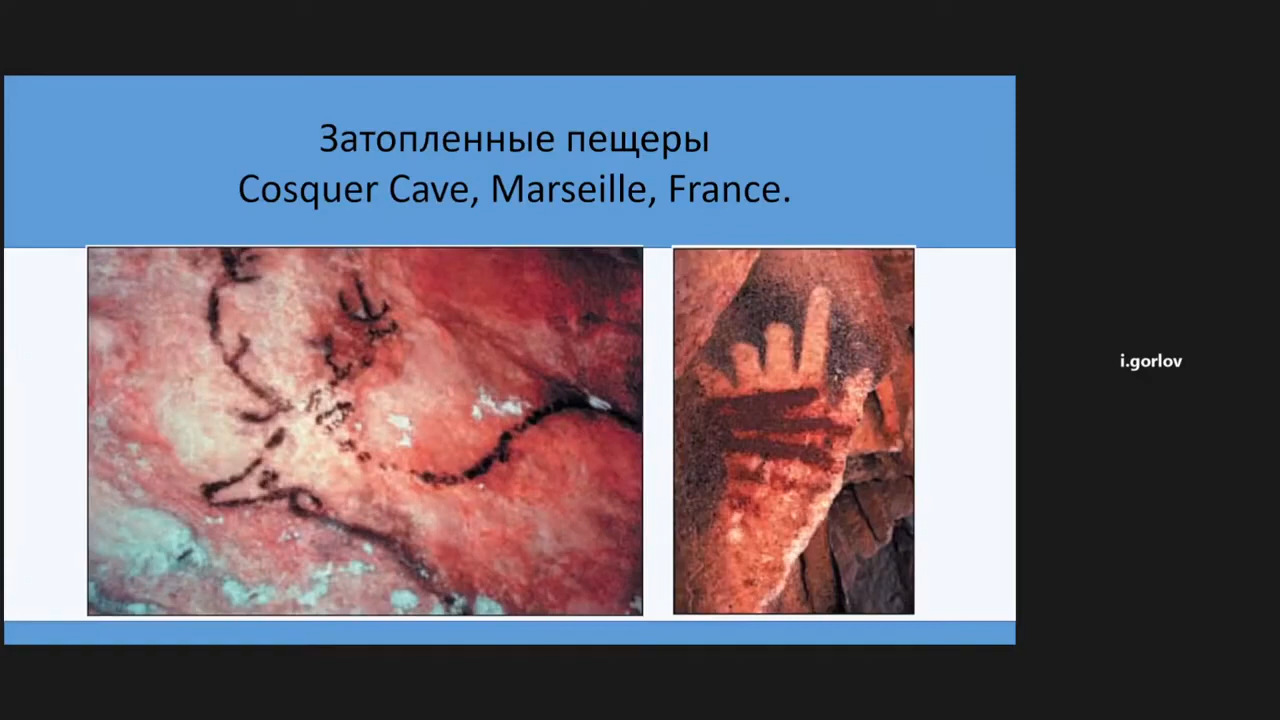 Затопленные пещеры
Cosquer Cave, Marseille, France.
i.gorlov